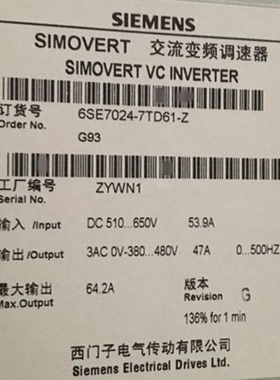 SIEMENS
SIMOVERT 交流变频调速器
SIMOVERT VC INVERTER
订货号 6SE7024-7TD61-Z
Order No.
G93
工厂编号 ZYWN1
Serial No.
输入 /Input DC 510...650V 53.9A
输出/Output 3AC 0V-380...480V 47A 0...500HZ
最大输出 64.2A 版本 G
Max.Output Revision
136% for 1 min
西门子电气传动有限公司
Siemens Electrical Drives Ltd.